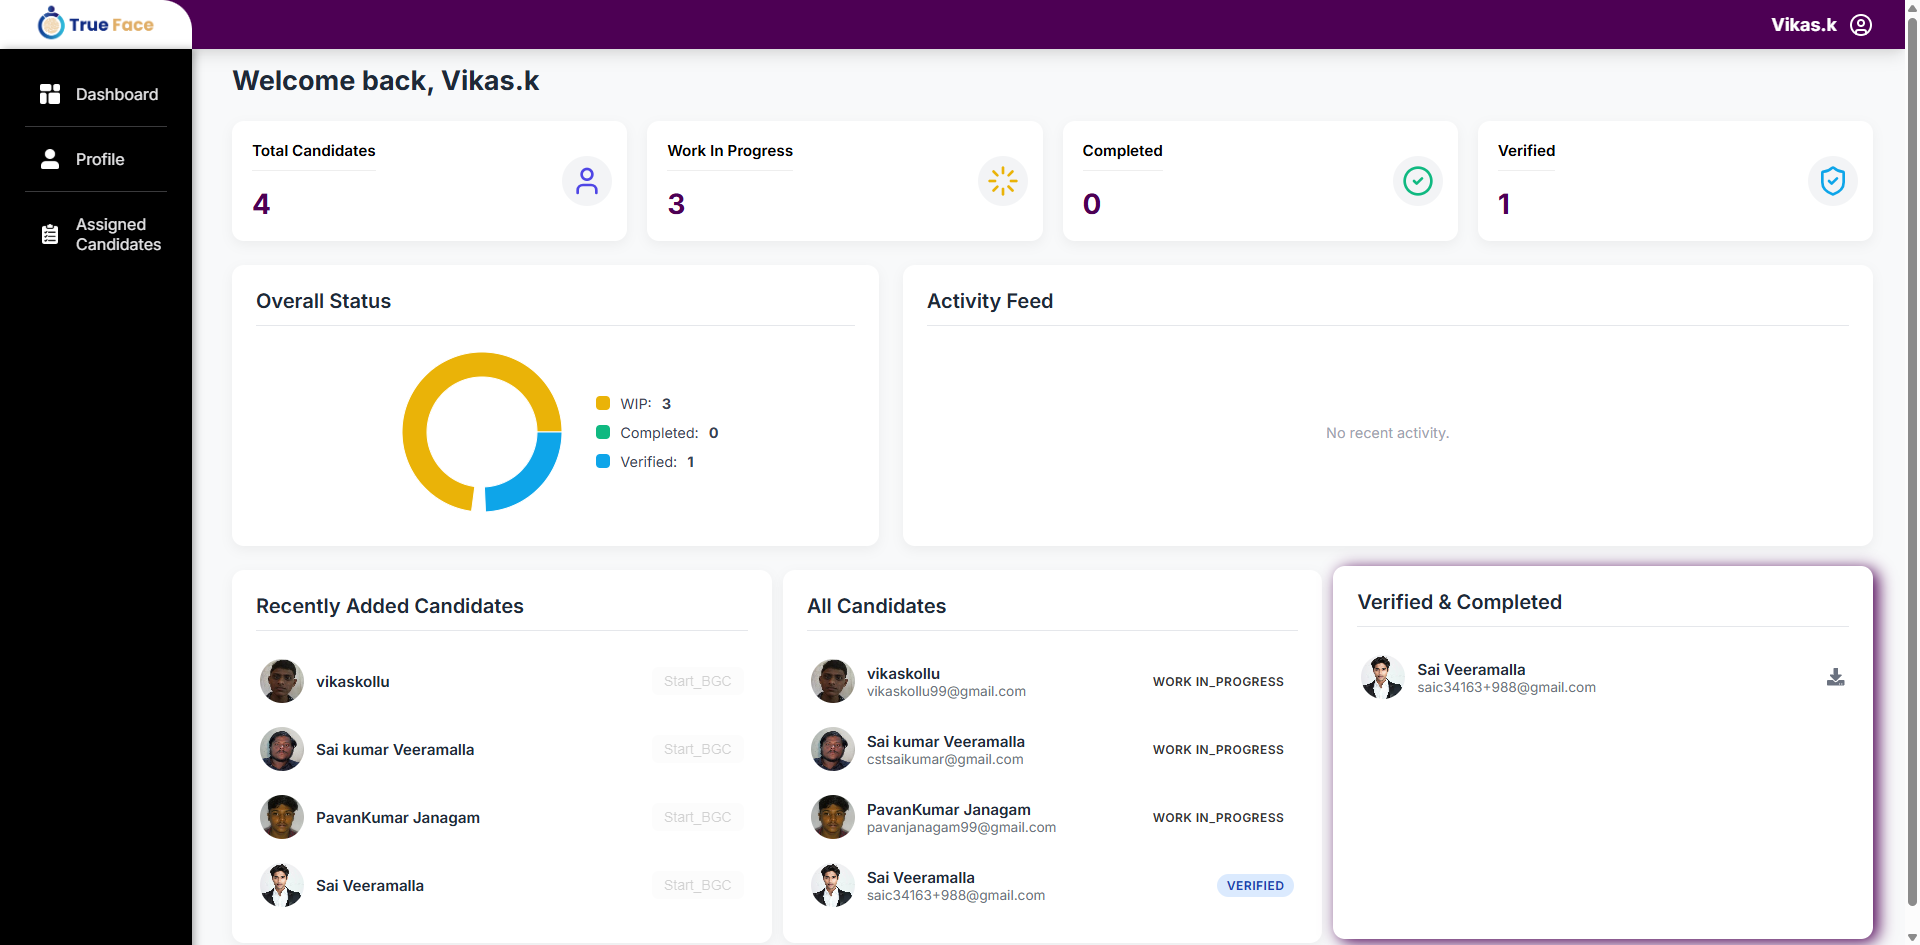 True Face
Vikas.k
Dashboard
Profile
Assigned
Candidates
Welcome back, Vikas.k
Total Candidates
4
Work In Progress
3
Completed
0
Verified
1
Overall Status
WIP: 3
Completed: 0
Verified: 1
Activity Feed
No recent activity.
Recently Added Candidates
vikaskollu
Start_BGC
Sai kumar Veeramalla
Start_BGC
PavanKumar Janagam
Start_BGC
Sai Veeramalla
Start_BGC
All Candidates
vikaskollu
vikaskollu99@gmail.com
WORK IN_PROGRESS
Sai kumar Veeramalla
cstsaikumar@gmail.com
WORK IN_PROGRESS
PavanKumar Janagam
pavanjanagam99@gmail.com
WORK IN_PROGRESS
Sai Veeramalla
saic34163+988@gmail.com
VERIFIED
Verified & Completed
Sai Veeramalla
saic34163+988@gmail.com